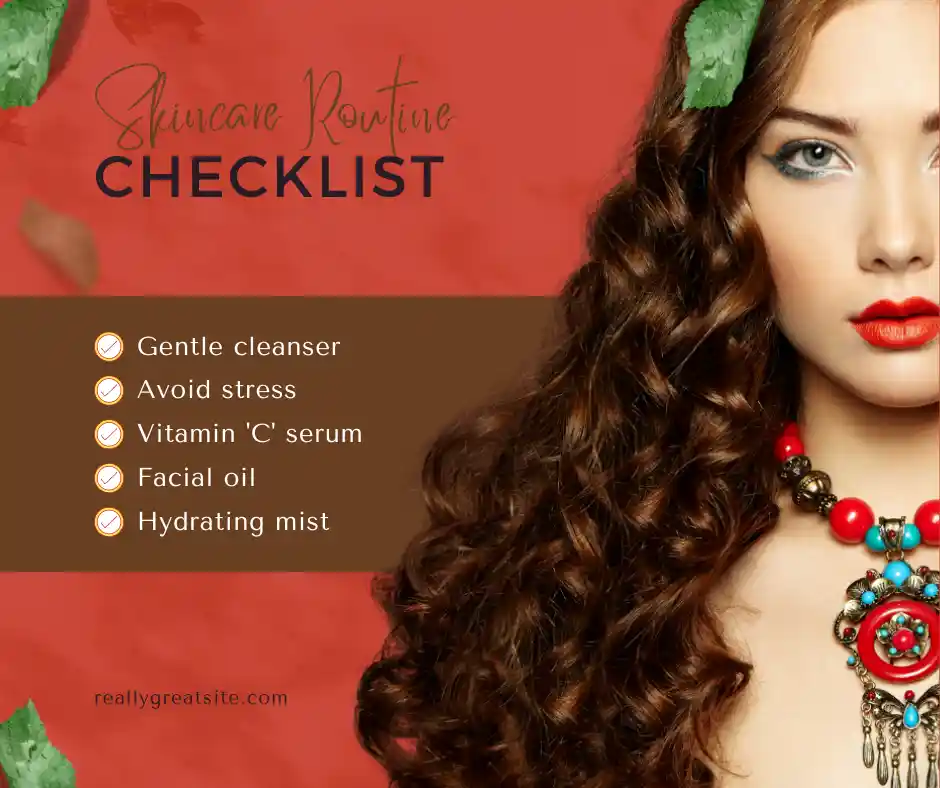 Skincare Routine
CHECKLIST
Gentle cleanser
Avoid stress
Vitamin 'C' serum
Facial oil
Hydrating mist
reallygreatsite.com